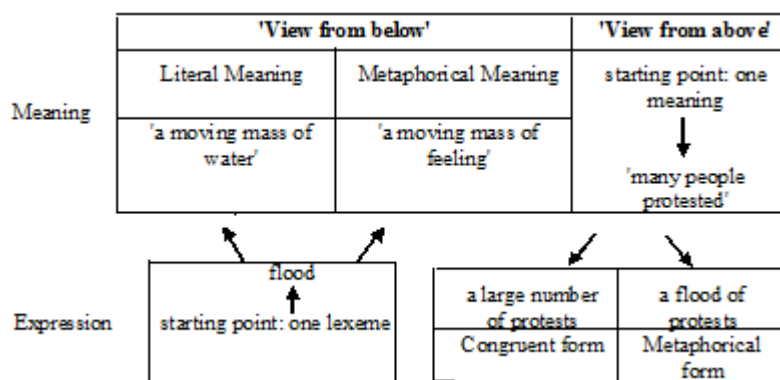 'View from below'
'View from above'
Literal Meaning
Metaphorical Meaning
starting point: one
meaning
Meaning
'a moving mass of
water'
'a moving mass of
feeling'
'many people
protested'
flood
starting point: one lexeme
Expression
a large number
of protests
a flood of
protests
Congruent form
Metaphorical
form